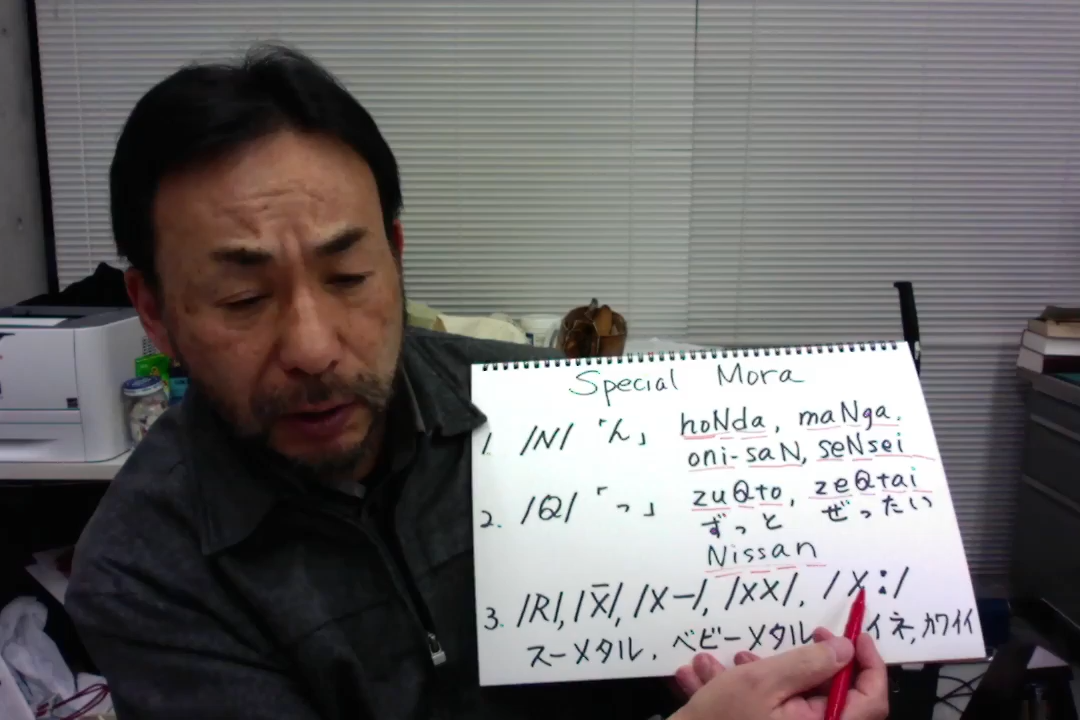 Special Mora
1. /N/ 「ん」 hoNda, maNga.
oni-saN, seNsei
2. /Q/ 「っ」 zuQto, zeQtai
ずっと ぜったい
Nissan
3. /R/, /X̄/, /X-/, /XX/, /X:/
スーメタル, ベビーメタル イネ, カワイイ